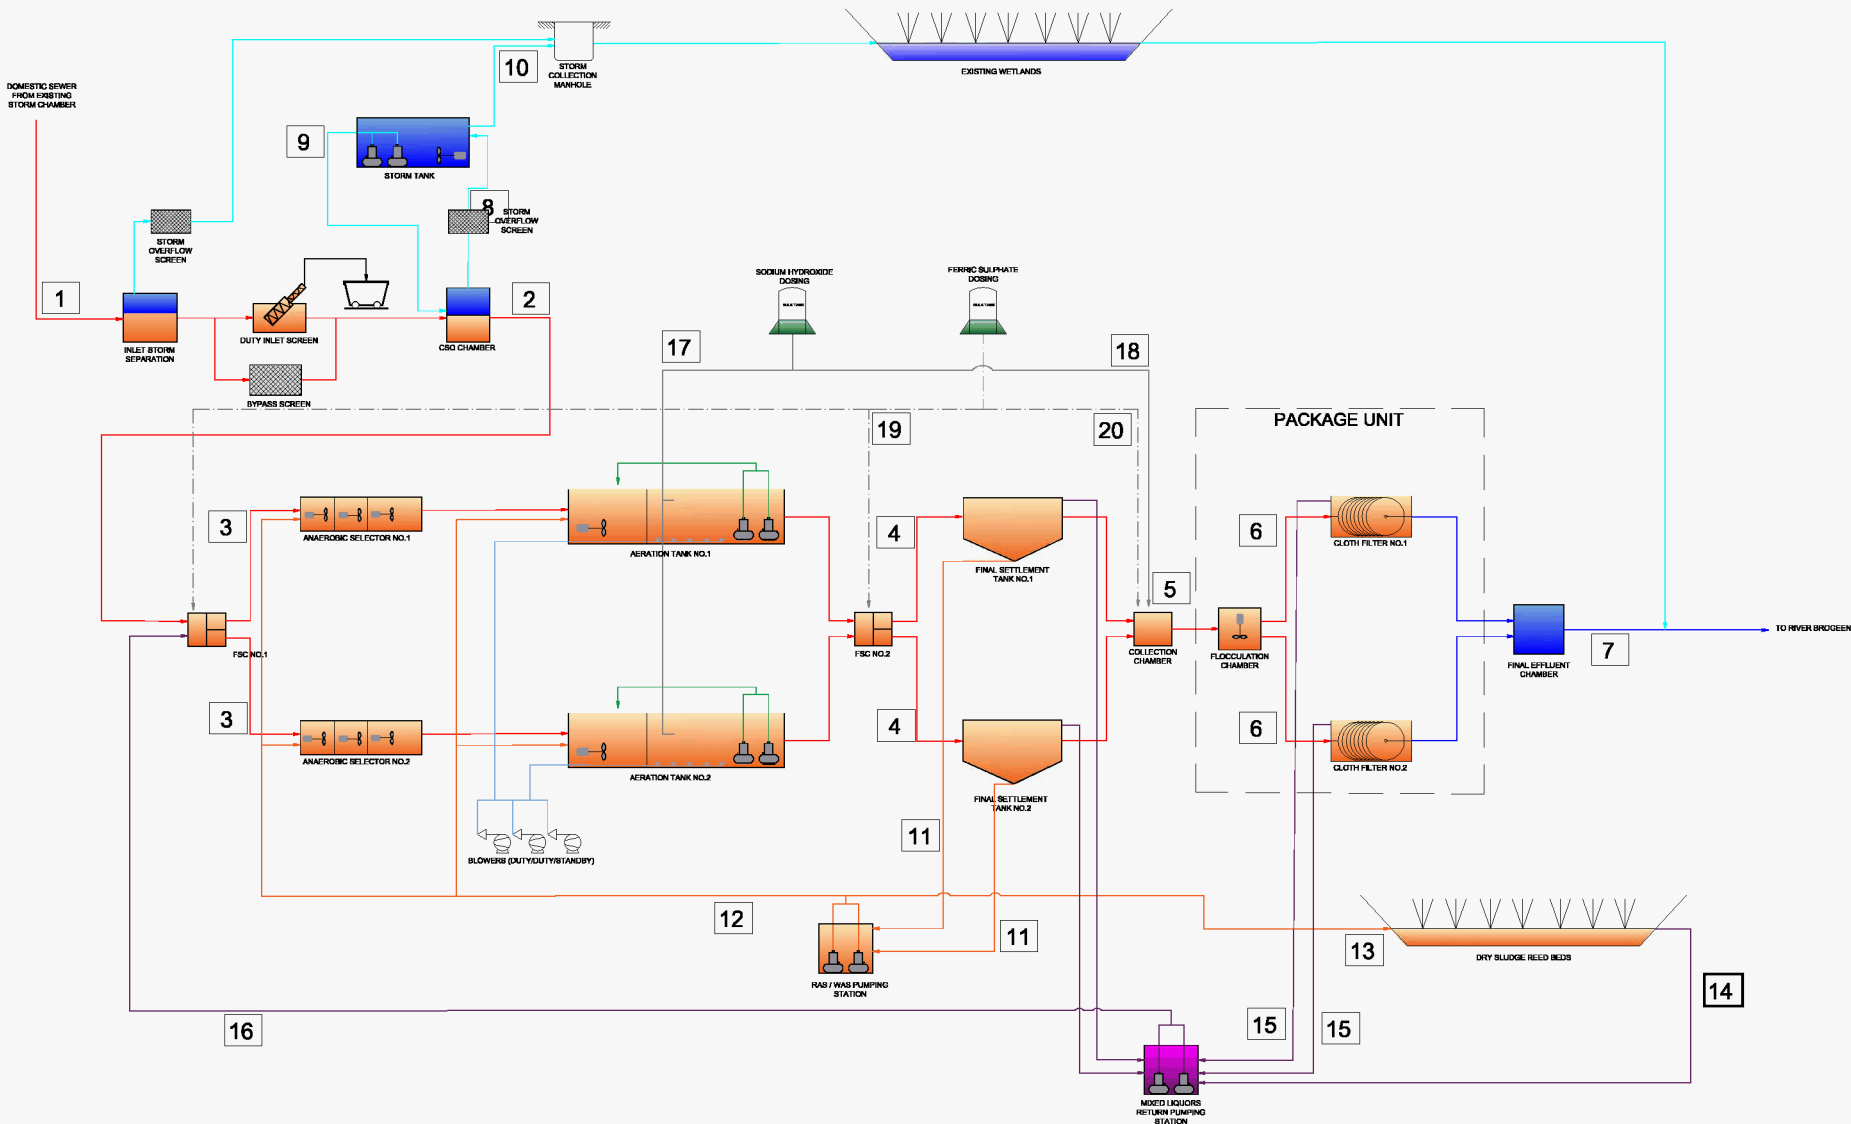 10
STORM
COLLECTION
MANHOLE
EXISTING WETLANDS
DOMESTIC SEWER
FROM EXISTING
STORM CHAMBER
9
STORM TANK
8
STORM
OVERFLOW
SCREEN
STORM
OVERFLOW
SCREEN
1
2
INLET STORM
SEPARATION
DUTY INLET SCREEN
CSO CHAMBER
BYPASS SCREEN
SODIUM HYDROXIDE
DOSING
BULK TANK
FERRIC SULPHATE
DOSING
BULK TANK
17
18
19
20
PACKAGE UNIT
3
ANAEROBIC SELECTOR NO.1
AERATION TANK NO.1
4
FINAL SETTLEMENT
TANK NO.1
6
CLOTH FILTER NO.1
5
FSC NO.1
FSC NO.2
COLLECTION
CHAMBER
FLOCCULATION
CHAMBER
FINAL EFFLUENT
CHAMBER
7
TO RIVER BROGEEN
3
ANAEROBIC SELECTOR NO.2
AERATION TANK NO.2
4
FINAL SETTLEMENT
TANK NO.2
6
CLOTH FILTER NO.2
BLOWERS (DUTY/DUTY/STANDBY)
11
12
11
RAS / WAS PUMPING
STATION
13
DRY SLUDGE REED BEDS
14
16
15
15
MIXED LIQUORS
RETURN PUMPING
STATION